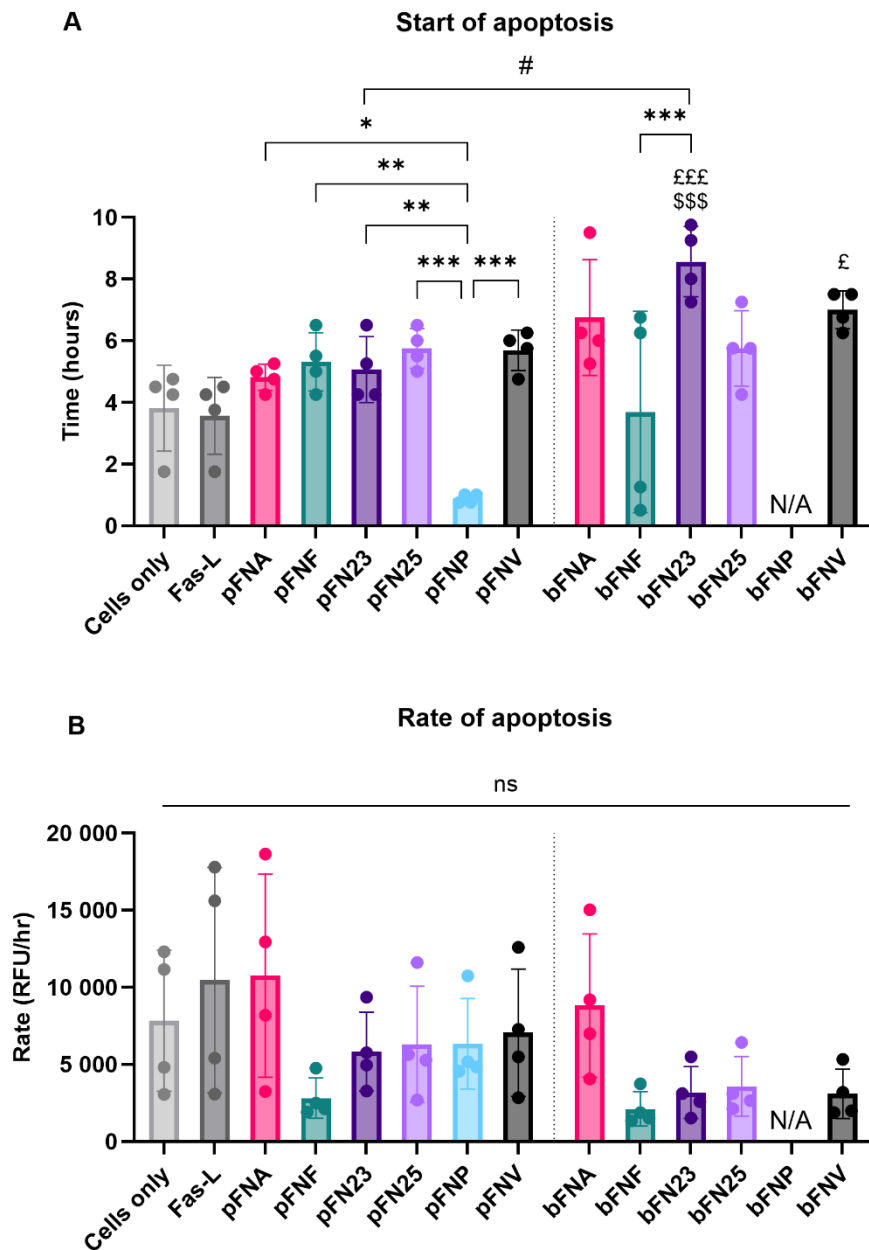 A
Start of apoptosis
#
*
***
**
£££
**
$$$
***
***
£
Time (hours)
10
8
6
4
2
0
N/A
Cells only
Fas-L
pFNA
pFNF
pFN23
pFN25
pFNP
pFNV
bFNA
bFNF
bFN23
bFN25
bFNP
bFNV
B
Rate of apoptosis
ns
Rate (RFU/hr)
20 000
15 000
10 000
5 000
0
N/A
Cells only
Fas-L
pFNA
pFNF
pFN23
pFN25
pFNP
pFNV
bFNA
bFNF
bFN23
bFN25
bFNP
bFNV